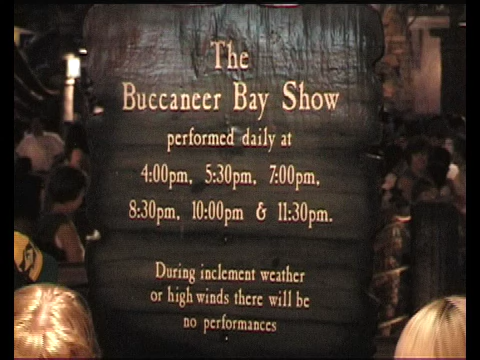 The
Buccaneer Bay Show
performed daily at
4:00pm, 5:30pm, 7:00pm,
8:30pm, 10:00pm & 11:30pm.
During inclement weather
or high winds there will be
no performances